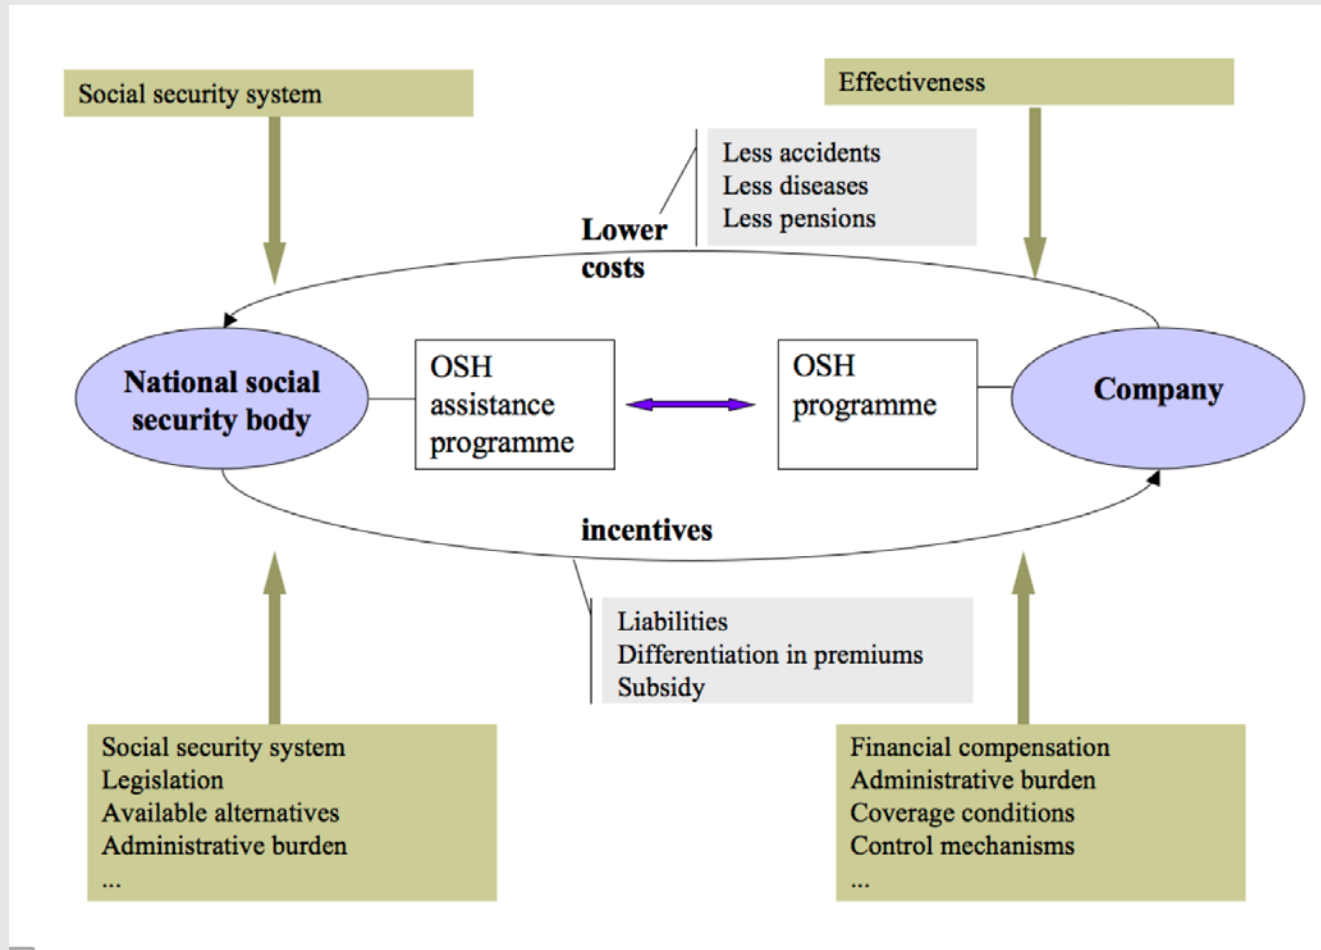 Social security system
Effectiveness
Less accidents
Less diseases
Less pensions
Lower
costs
National social
security body
OSH
assistance
programme
OSH
programme
Company
incentives
Liabilities
Differentiation in premiums
Subsidy
Social security system
Legislation
Available alternatives
Administrative burden
...
Financial compensation
Administrative burden
Coverage conditions
Control mechanisms
...